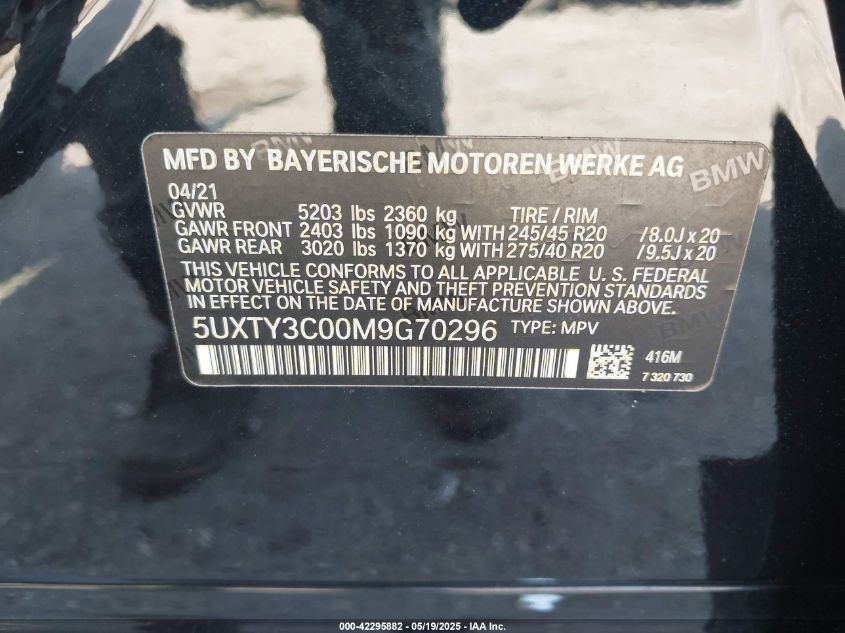 MFD BY BAYERISCHE MOTOREN WERKE AG
04/21
GVWR 5203 lbs 2360 kg TIRE / RIM
GAWR FRONT 2403 lbs 1090 kg WITH 245/45 R20 /8.0J x 20
GAWR REAR 3020 lbs 1370 kg WITH 275/40 R20 /9.5J x 20
THIS VEHICLE CONFORMS TO ALL APPLICABLE U. S. FEDERAL
MOTOR VEHICLE SAFETY AND THEFT PREVENTION STANDARDS
IN EFFECT ON THE DATE OF MANUFACTURE SHOWN ABOVE.
5UXTY3C00M9G70296 TYPE: MPV
416M
7 320 730
BMW
BMW
000-42295882 - 05/19/2025 - IAA Inc.